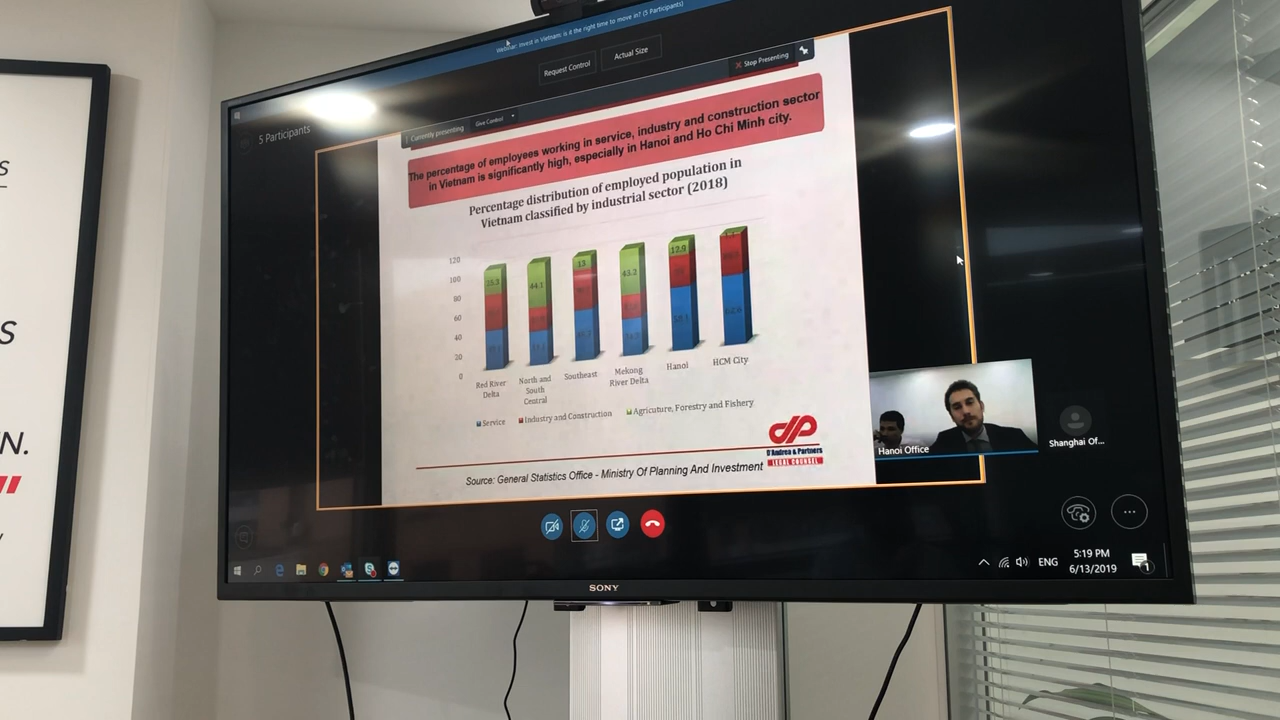 Webinar: Invest in Vietnam: is it the right time to move in? (5 Participants)
Request Control
Actual Size
5 Participants
Currently presenting
Give Control
Stop Presenting
The percentage of employees working in service, industry and construction sector
in Vietnam is significantly high, especially in Hanoi and Ho Chi Minh city.
Percentage distribution of employed population in
Vietnam classified by industrial sector (2018)
120
100
80
60
40
20
0
44.1
13
43.2
12.9
Red River
Delta
North and
South
Central
Southeast
Mekong
River Delta
Hanoi
HCM City
Service
Industry and Construction
Agricature, Forestry and Fishery
D'Andrea & Partners
LEGAL COUNSEL
Source: General Statistics Office - Ministry Of Planning And Investment
Hanoi Office
Shanghai Of...
ENG
5:19 PM
6/13/2019
1
SONY
S
S
N.